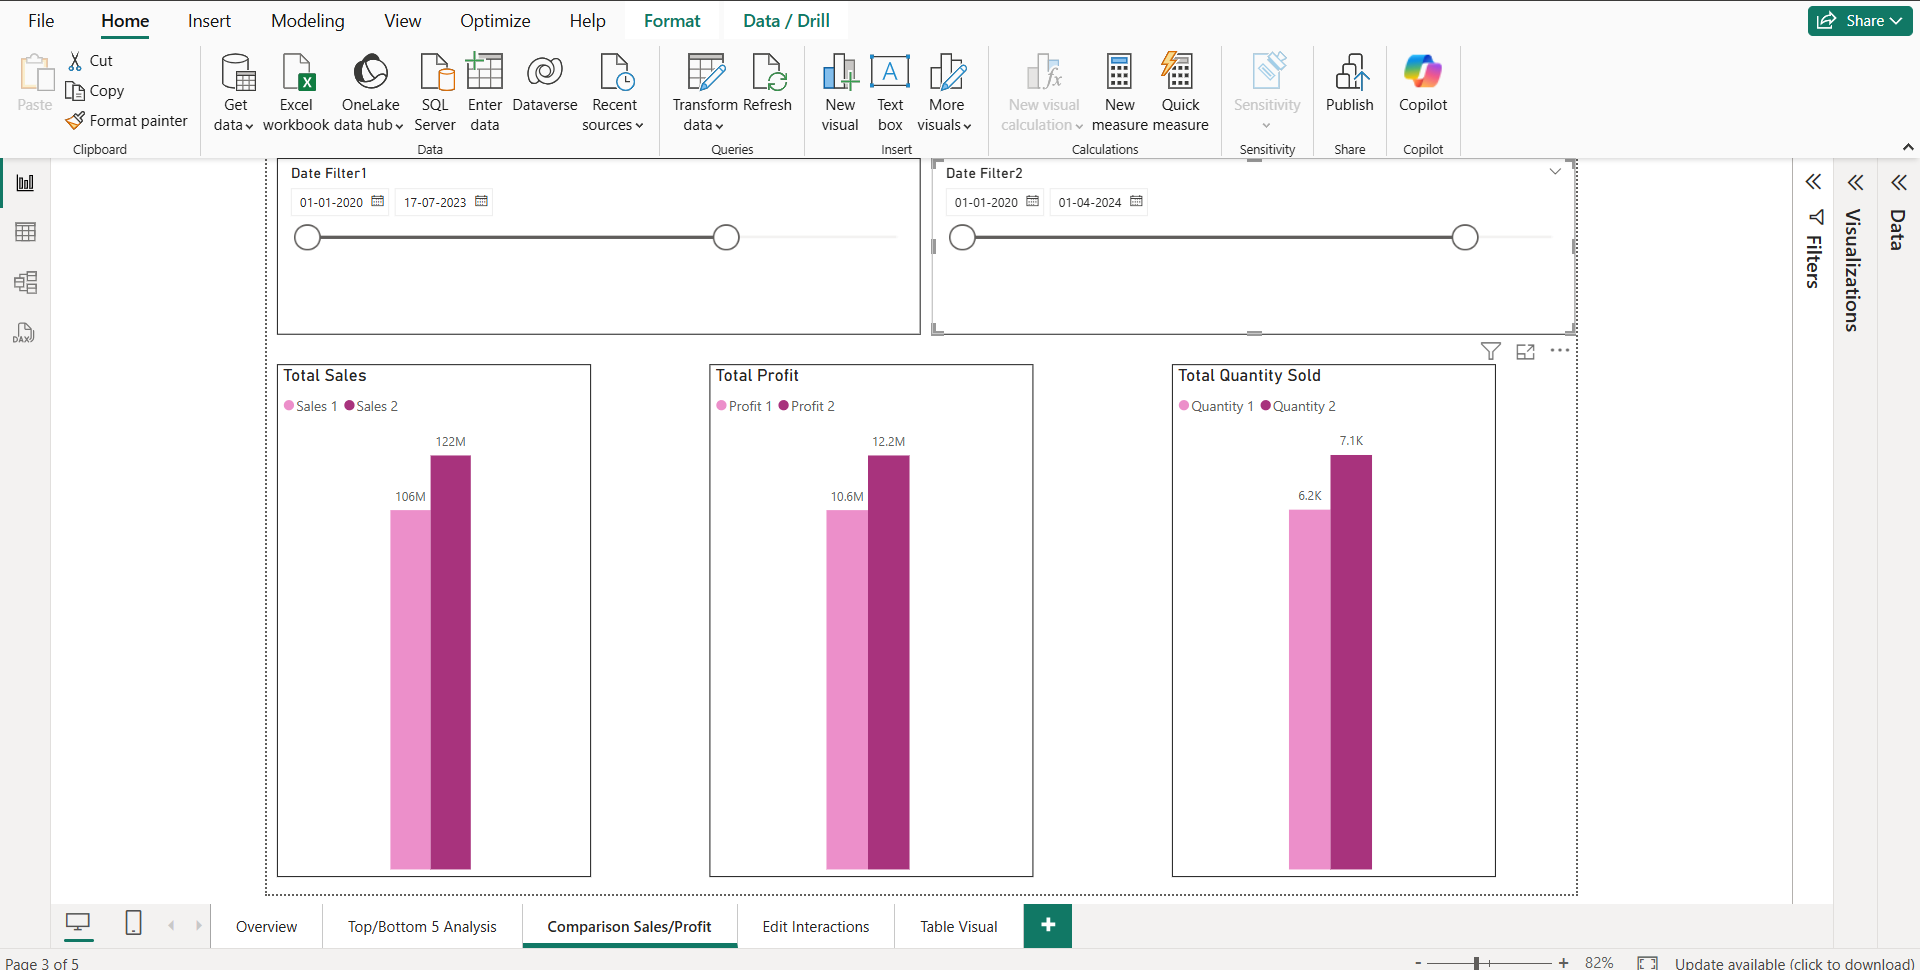 File Home Insert Modeling View Optimize Help Format Data / Drill Share
Paste
Cut
Copy
Format painter
Clipboard
Get data
Excel workbook
OneLake data hub
SQL Server
Enter data
Dataverse
Recent sources
Data
Transform data
Refresh
Queries
New visual
Text box
More visuals
Insert
New visual calculation
New measure
Quick measure
Calculations
Sensitivity
Sensitivity
Publish
Share
Copilot
Copilot
DAX
Date Filter1
01-01-2020 17-07-2023
Date Filter2
01-01-2020 01-04-2024
Filters
Visualizations
Data
Total Sales
Sales 1 Sales 2
122M
106M
Total Profit
Profit 1 Profit 2
12.2M
10.6M
Total Quantity Sold
Quantity 1 Quantity 2
7.1K
6.2K
Overview Top/Bottom 5 Analysis Comparison Sales/Profit Edit Interactions Table Visual +
Page 3 of 5
- + 82% Update available (click to download)